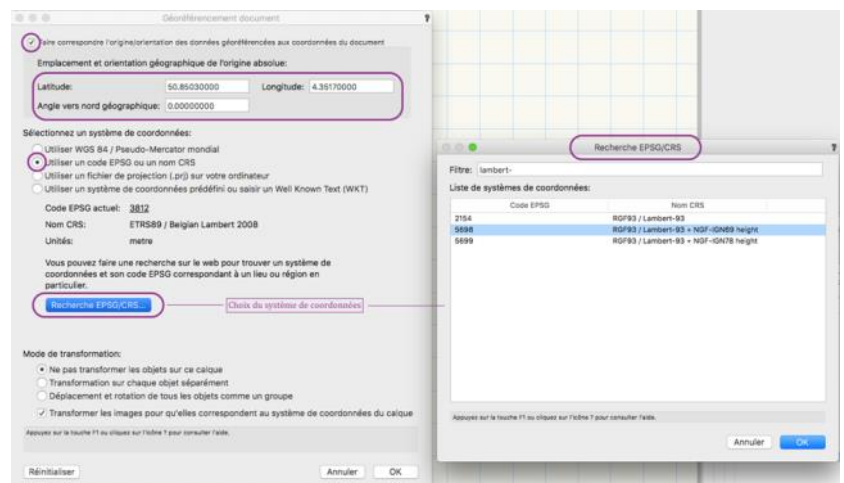 Géoréférencement document
?
Faire correspondre l'origine/orientation des données géoréférencées aux coordonnées du document
Emplacement et orientation géographique de l'origine absolue:
Latitude: 50.85030000 Longitude: 4.35170000
Angle vers nord géographique: 0.00000000
Sélectionnez un système de coordonnées:
Utiliser WGS 84 / Pseudo-Mercator mondial
Utiliser un code EPSG ou un nom CRS
Utiliser un fichier de projection (.prj) sur votre ordinateur
Utiliser un système de coordonnées prédéfini ou saisir un Well Known Text (WKT)
Code EPSG actuel: 3812
Nom CRS: ETRS89 / Belgian Lambert 2008
Unités: metre
Vous pouvez faire une recherche sur le web pour trouver un système de
coordonnées et son code EPSG correspondant à un lieu ou région en
particulier.
Recherche EPSG/CRS...
Choix du système de coordonnées
Mode de transformation:
Ne pas transformer les objets sur ce calque
Transformation sur chaque objet séparément
Déplacement et rotation de tous les objets comme un groupe
Transformer les images pour qu'elles correspondent au système de coordonnées du calque
Appuyez sur la touche F1 ou cliquez sur l'icône ? pour consulter l'aide.
Réinitialiser Annuler OK
Recherche EPSG/CRS
?
Filtre: lambert-
Liste de systèmes de coordonnées:
Code EPSG Nom CRS
2154 RGF93 / Lambert-93
5698 RGF93 / Lambert-93 + NGF-IGN69 height
5699 RGF93 / Lambert-93 + NGF-IGN78 height
Appuyez sur la touche F1 ou cliquez sur l'icône ? pour consulter l'aide.
Annuler OK